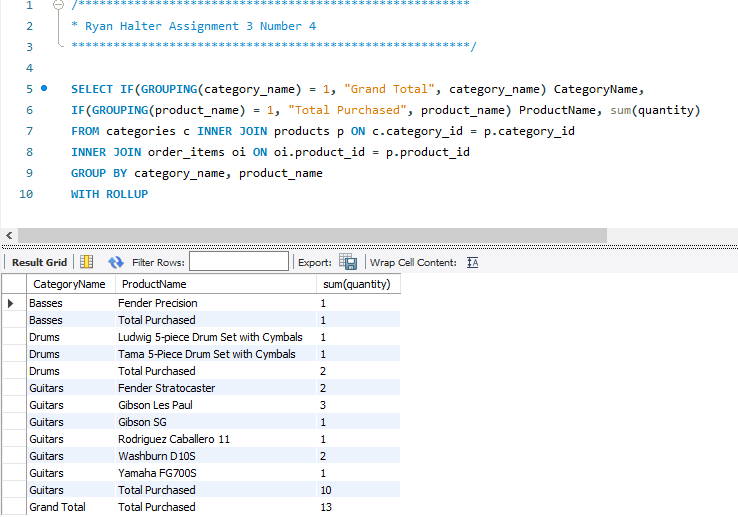 1 /********************************************************
2 * Ryan Halter Assignment 3 Number 4
3 *********************************************************/
4
5 SELECT IF(GROUPING(category_name) = 1, "Grand Total", category_name) CategoryName,
6 IF(GROUPING(product_name) = 1, "Total Purchased", product_name) ProductName, sum(quantity)
7 FROM categories c INNER JOIN products p ON c.category_id = p.category_id
8 INNER JOIN order_items oi ON oi.product_id = p.product_id
9 GROUP BY category_name, product_name
10 WITH ROLLUP
Result Grid Filter Rows: Export: Wrap Cell Content:
CategoryName ProductName sum(quantity)
Basses Fender Precision 1
Basses Total Purchased 1
Drums Ludwig 5-piece Drum Set with Cymbals 1
Drums Tama 5-Piece Drum Set with Cymbals 1
Drums Total Purchased 2
Guitars Fender Stratocaster 2
Guitars Gibson Les Paul 3
Guitars Gibson SG 1
Guitars Rodriguez Caballero 11 1
Guitars Washburn D10S 2
Guitars Yamaha FG700S 1
Guitars Total Purchased 10
Grand Total Total Purchased 13